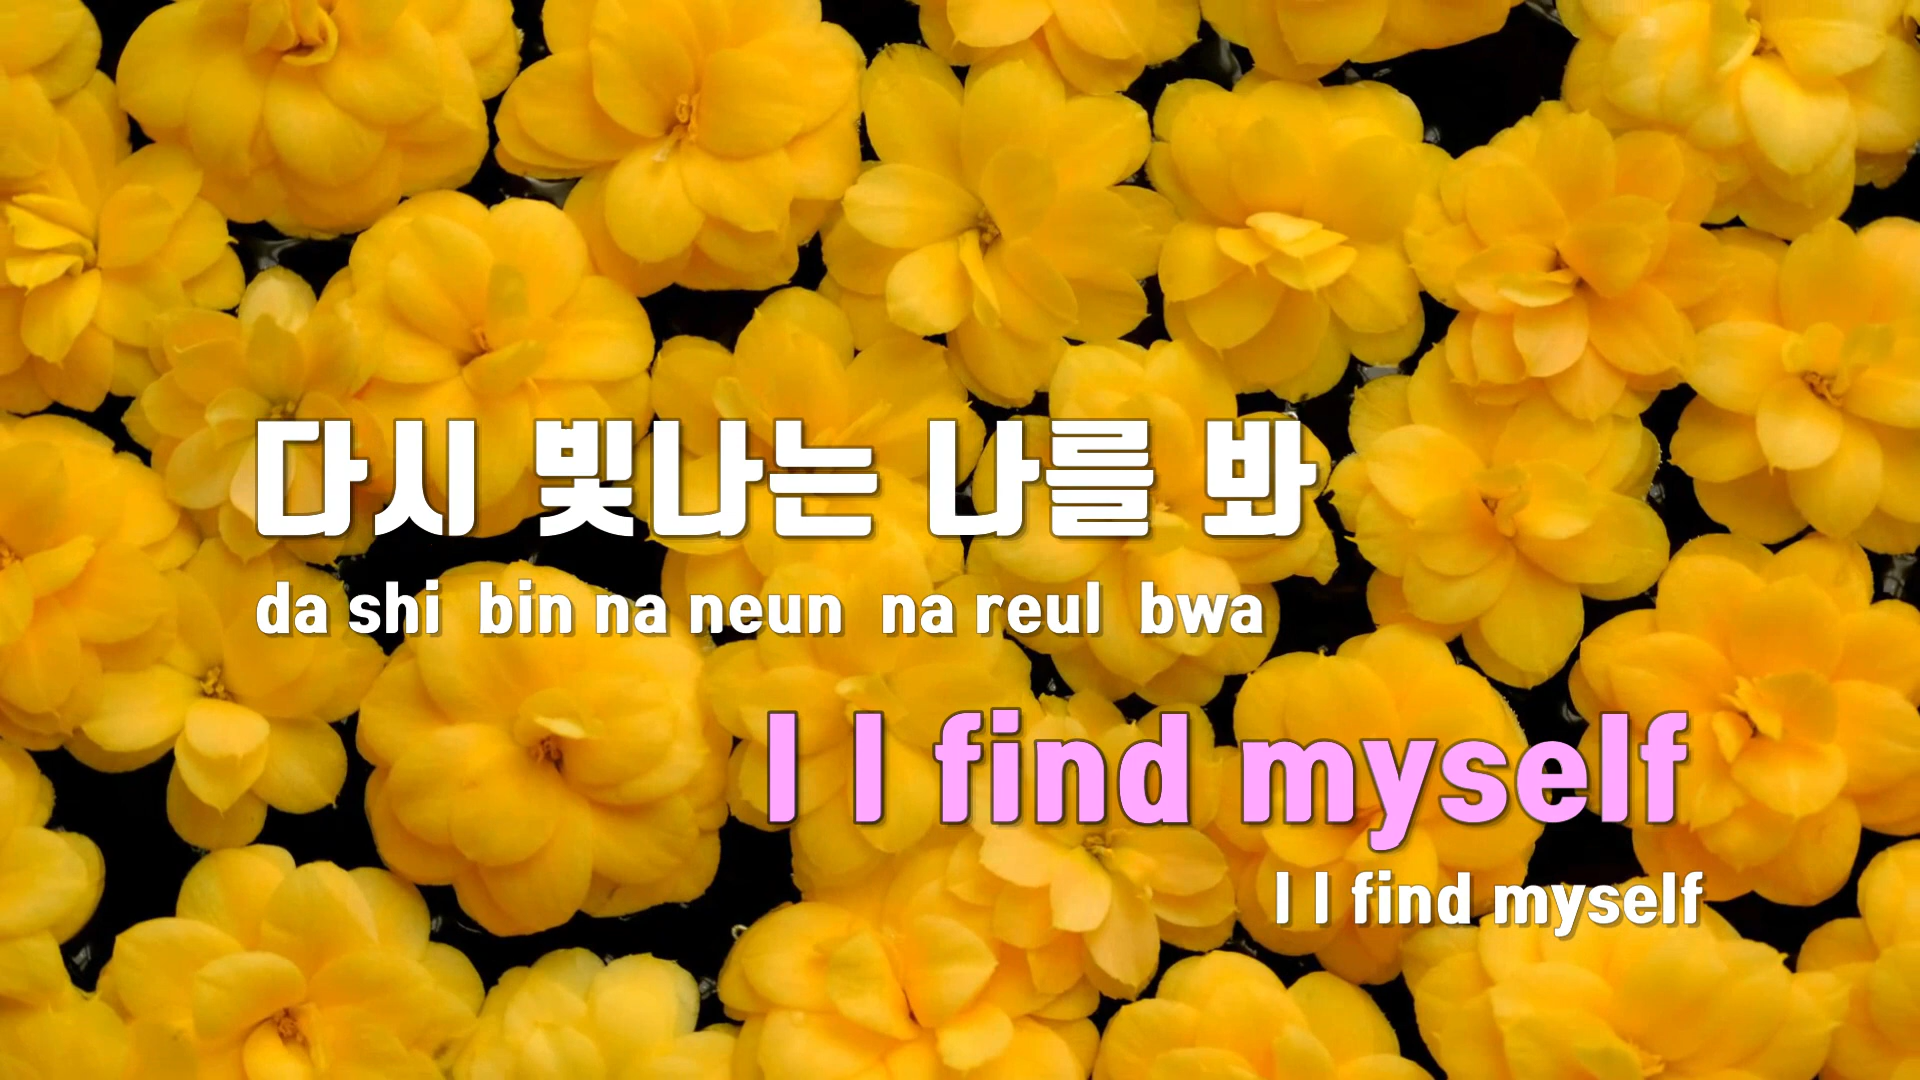 다시 빛나는 나를 봐
da shi bin na neun na reul bwa
I I find myself
I I find myself